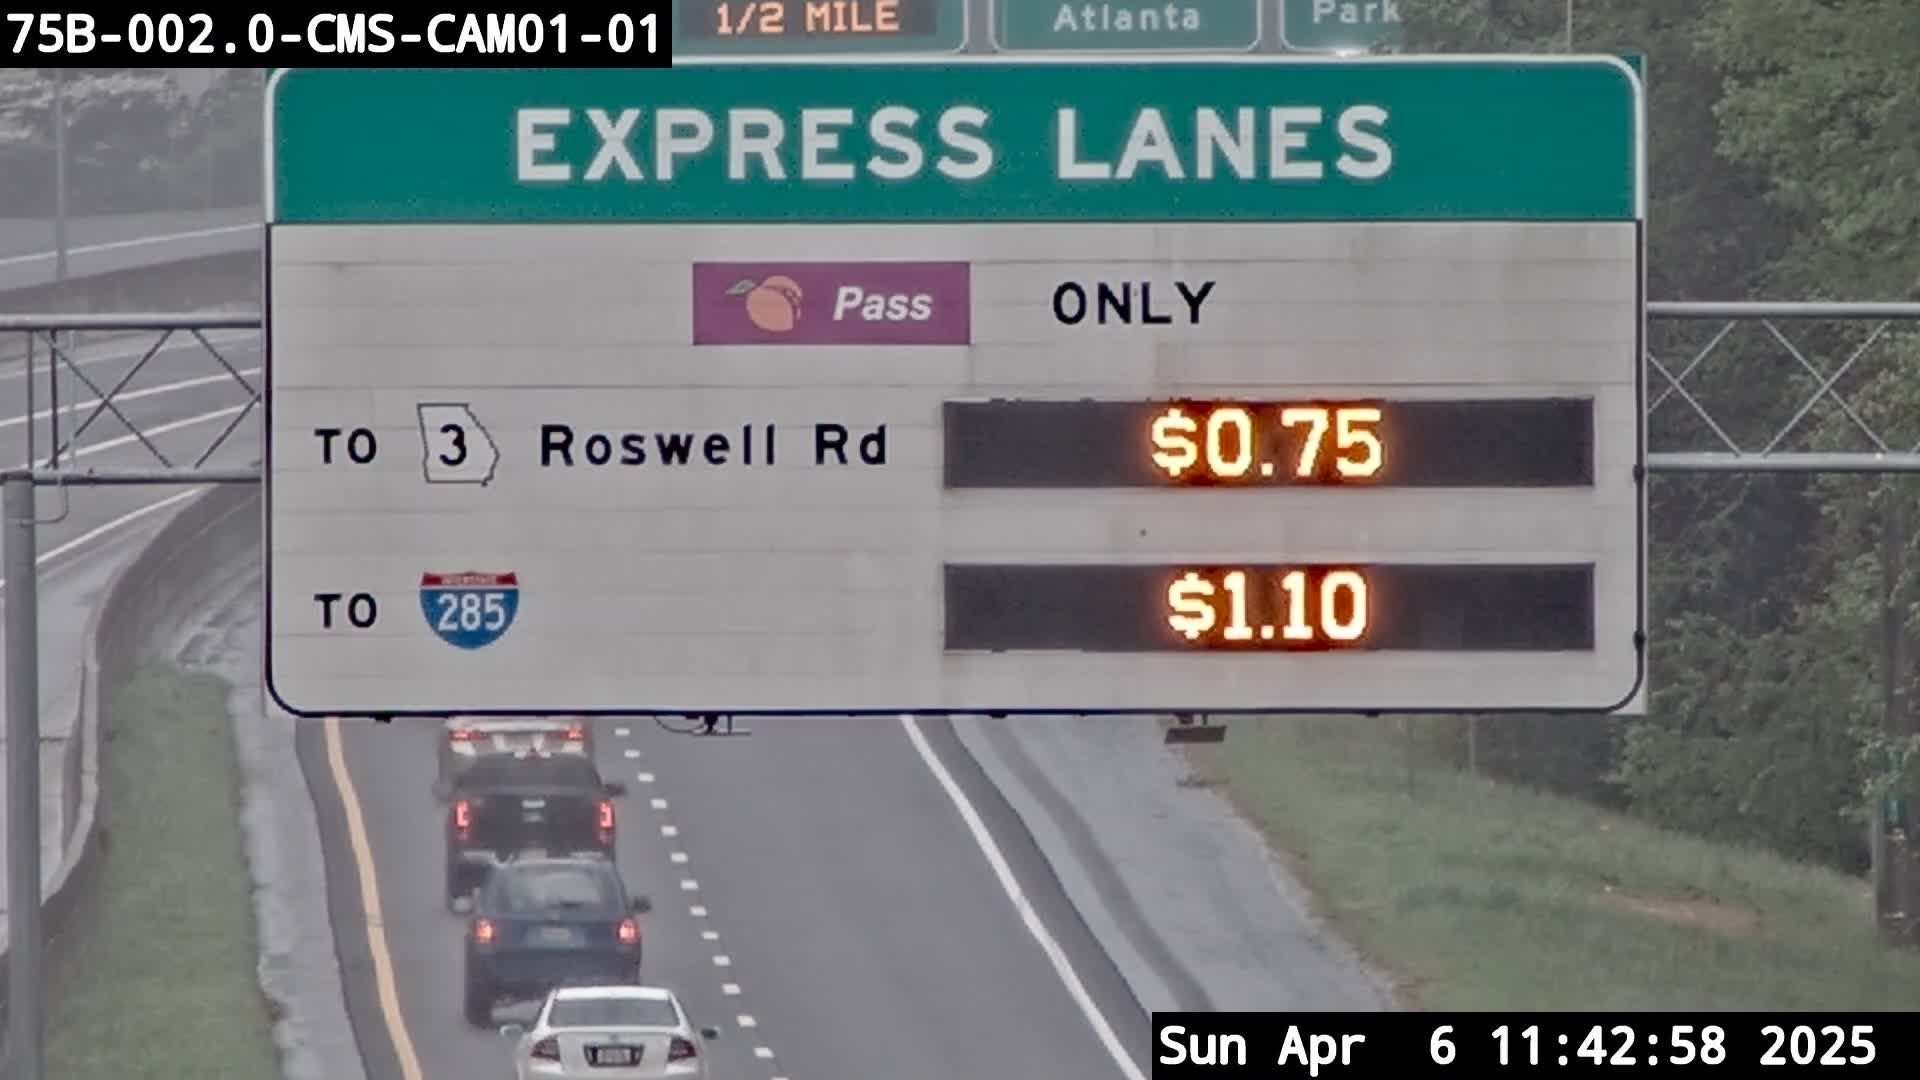 75B-002.0-CMS-CAM01-01
1/2 MILE
Atlanta
Park
EXPRESS LANES
Pass ONLY
TO 3 Roswell Rd $0.75
TO INTERSTATE 285 $1.10
Sun Apr 6 11:42:58 2025